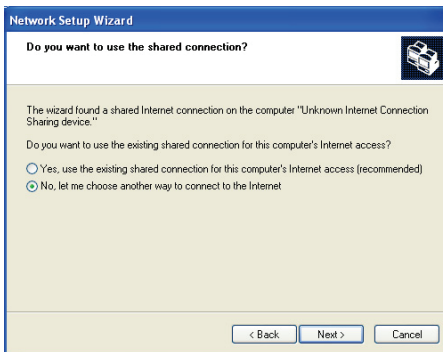 Network Setup Wizard
Do you want to use the shared connection?
The wizard found a shared Internet connection on the computer "Unknown Internet Connection
Sharing device."
Do you want to use the existing shared connection for this computer's Internet access?
Yes, use the existing shared connection for this computer's Internet access (recommended)
No, let me choose another way to connect to the Internet
< Back Next > Cancel